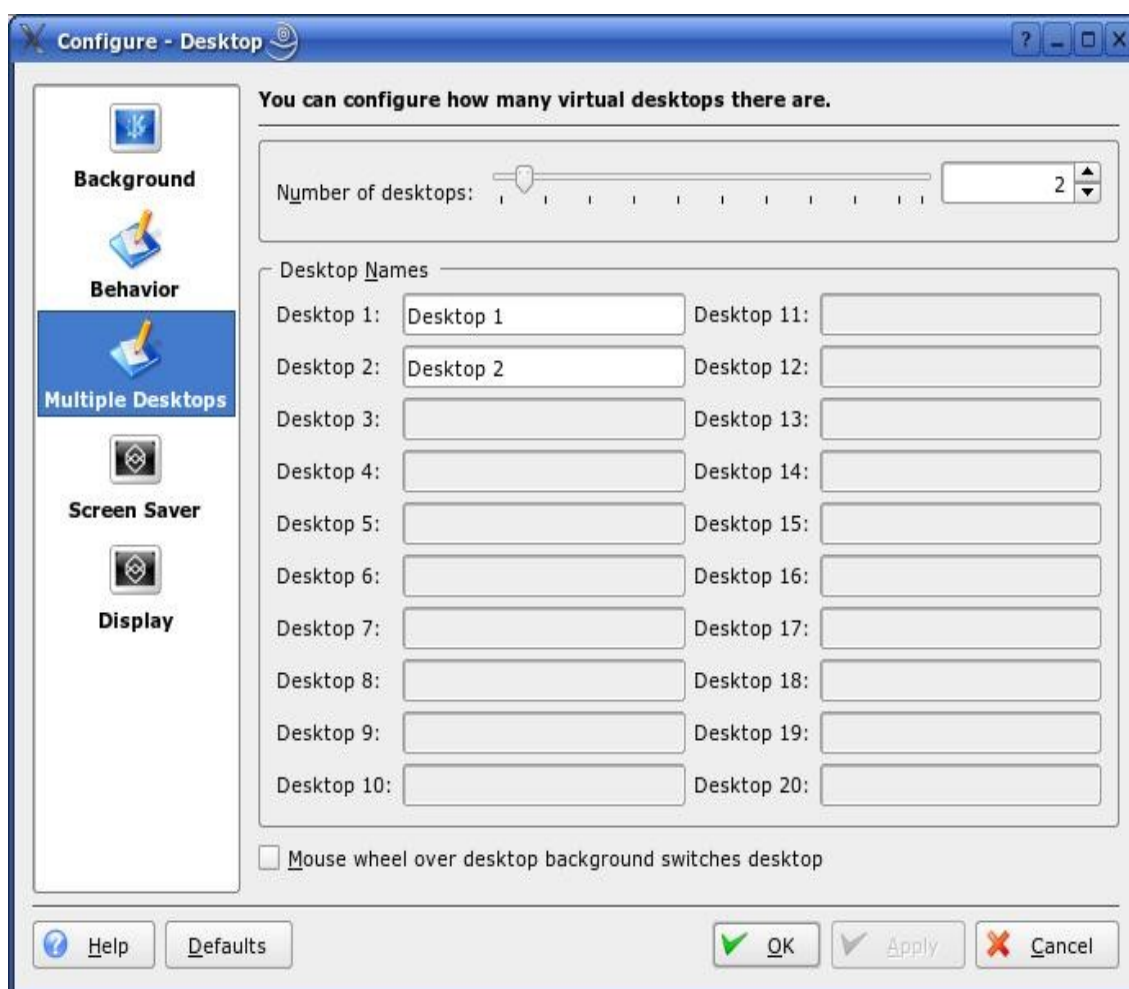 Configure - Desktop
You can configure how many virtual desktops there are.
Background
Behavior
Multiple Desktops
Screen Saver
Display
Number of desktops: 2
Desktop Names
Desktop 1: Desktop 1 Desktop 11:
Desktop 2: Desktop 2 Desktop 12:
Desktop 3: Desktop 13:
Desktop 4: Desktop 14:
Desktop 5: Desktop 15:
Desktop 6: Desktop 16:
Desktop 7: Desktop 17:
Desktop 8: Desktop 18:
Desktop 9: Desktop 19:
Desktop 10: Desktop 20:
Mouse wheel over desktop background switches desktop
Help Defaults OK Apply Cancel